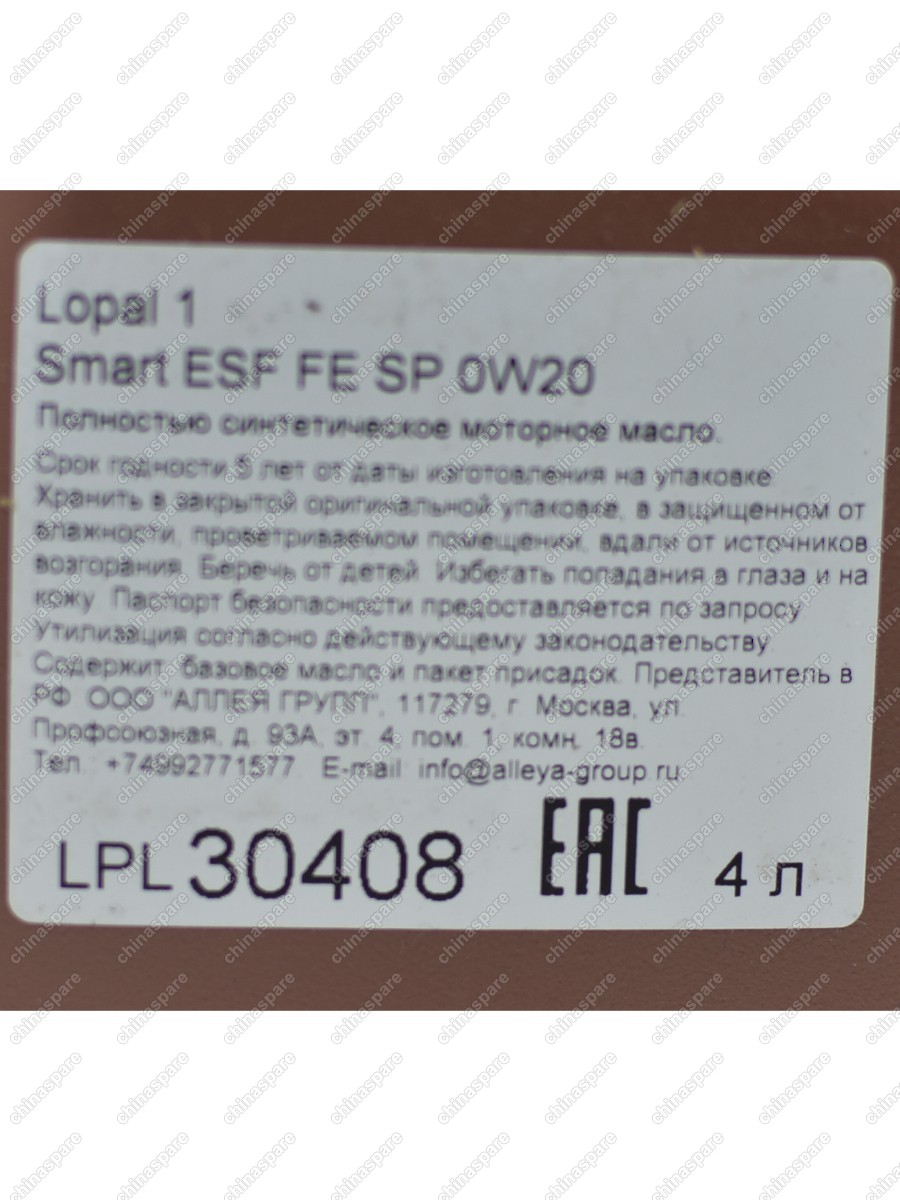 Lopal 1
Smart ESF FE SP 0W20
Полностью синтетическое моторное масло.
Срок годности 5 лет от даты изготовления на упаковке.
Хранить в закрытой оригинальной упаковке, в защищенном от
влажности, проветриваемом помещении, вдали от источников
возгорания. Беречь от детей. Избегать попадания в глаза и на
кожу. Паспорт безопасности предоставляется по запросу.
Утилизация согласно действующему законодательству.
Содержит: базовое масло и пакет присадок. Представитель в
РФ: ООО "АЛЛЕЯ ГРУПП", 117279, г. Москва, ул.
Профсоюзная, д. 93А, эт. 4, пом. 1, комн. 18в.
Тел.: +74992771577 E-mail: info@alleya-group.ru
LPL 30408 EAC 4 л
chinaspare